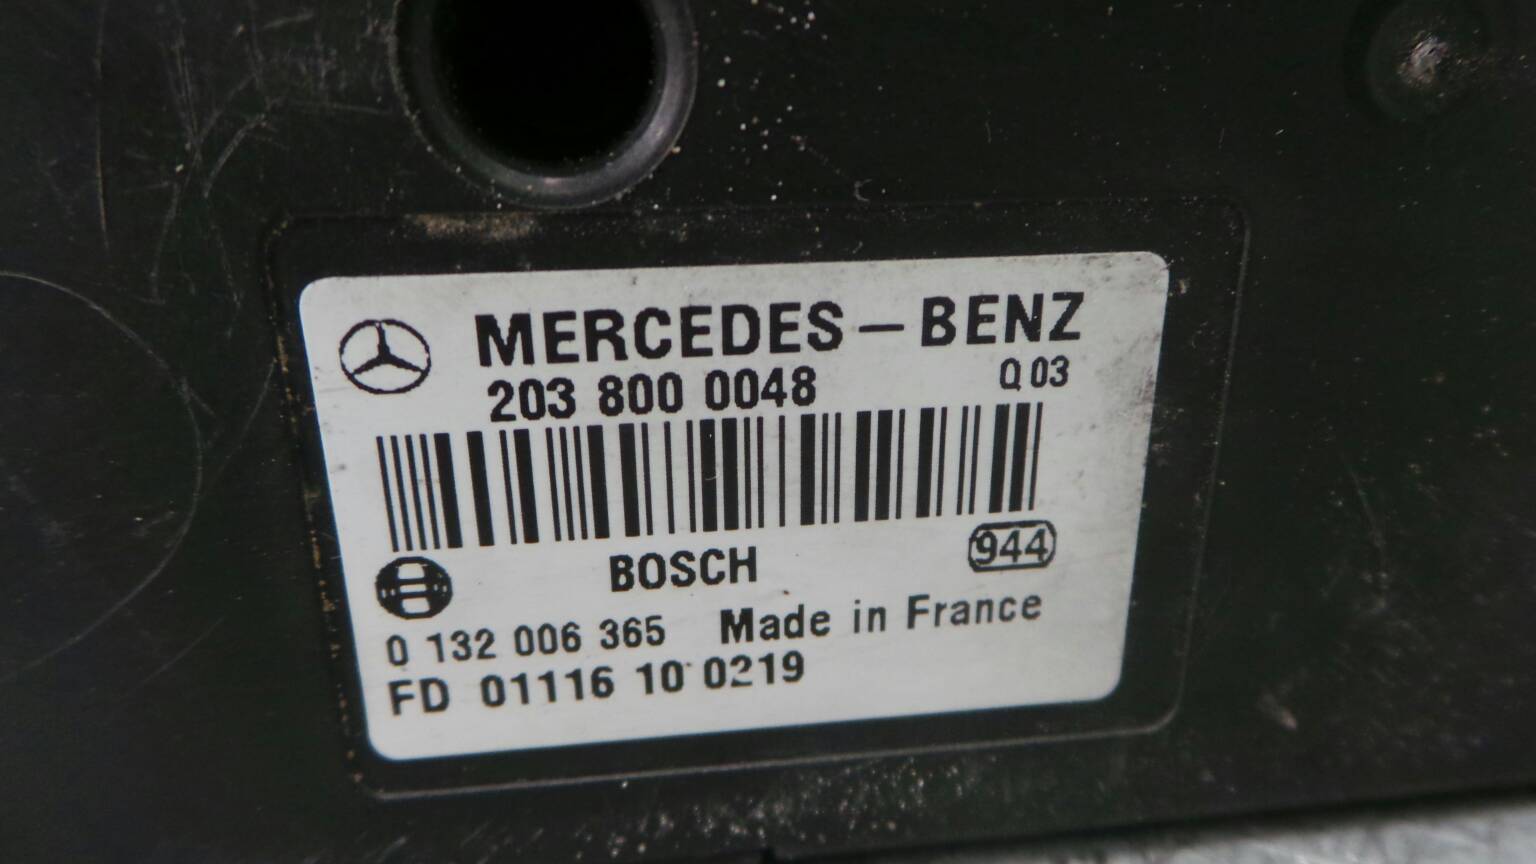 MERCEDES-BENZ
203 800 0048 Q 03
BOSCH 944
0 132 006 365 Made in France
FD 01116 10 0219